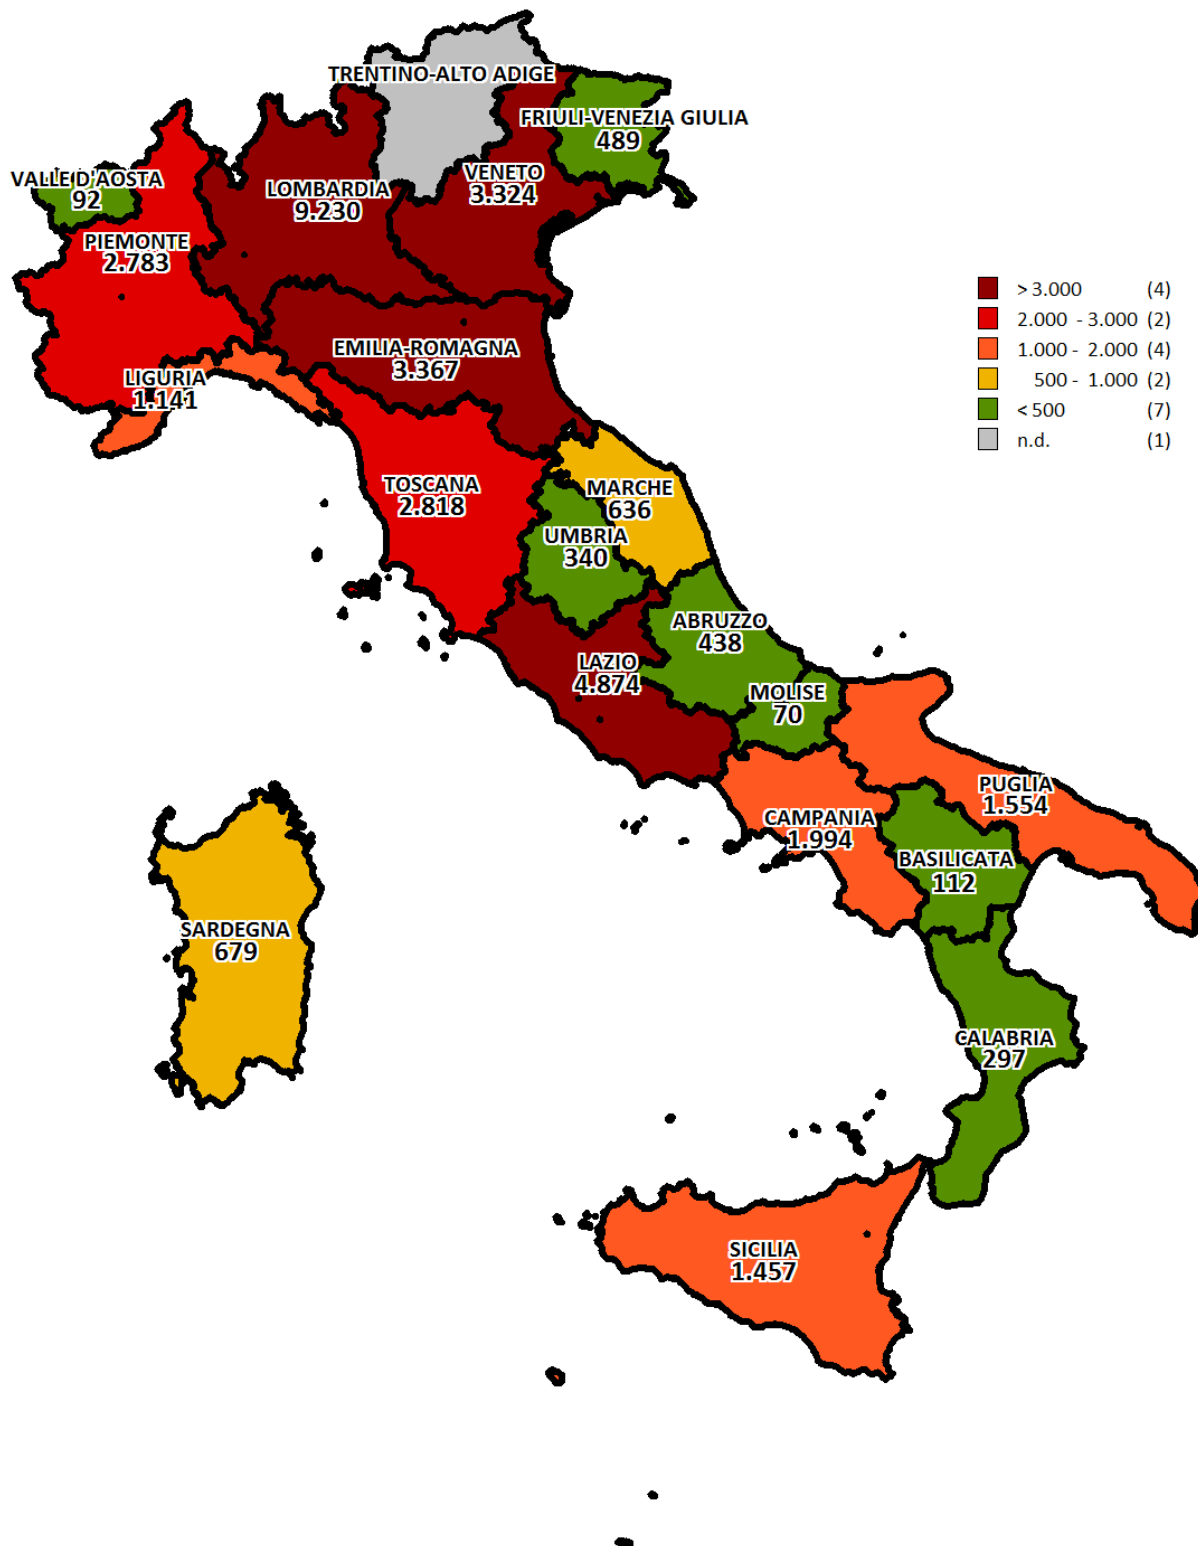 TRENTINO-ALTO ADIGE
FRIULI-VENEZIA GIULIA
489
VALLE D'AOSTA
92
LOMBARDIA
9.230
VENETO
3.324
PIEMONTE
2.783
> 3.000 (4)
2.000 - 3.000 (2)
1.000 - 2.000 (4)
500 - 1.000 (2)
< 500 (7)
n.d. (1)
EMILIA-ROMAGNA
3.367
LIGURIA
1.141
TOSCANA
2.818
MARCHE
636
UMBRIA
340
ABRUZZO
438
LAZIO
4.874
MOLISE
70
PUGLIA
1.554
CAMPANIA
1.994
BASILICATA
112
SARDEGNA
679
CALABRIA
297
SICILIA
1.457